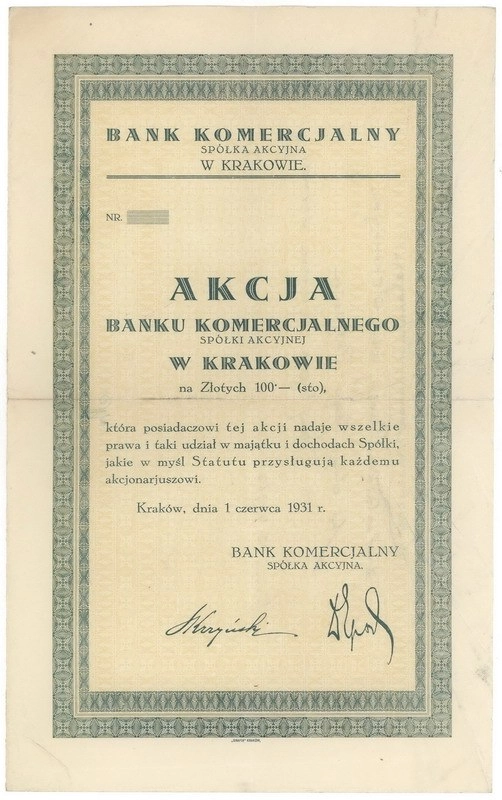 BANK KOMERCJALNY
SPÓŁKA AKCYJNA
W KRAKOWIE.
NR.
AKCJA
BANKU KOMERCJALNEGO
SPÓŁKI AKCYJNEJ
W KRAKOWIE
na Złotych 100·— (sto),
która posiadaczowi tej akcji nadaje wszelkie
prawa i taki udział w majątku i dochodach Spółki,
jakie w myśl Statutu przysługują każdemu
akcjonarjuszowi.
Kraków, dnia 1 czerwca 1931 r.
BANK KOMERCJALNY
SPÓŁKA AKCYJNA.